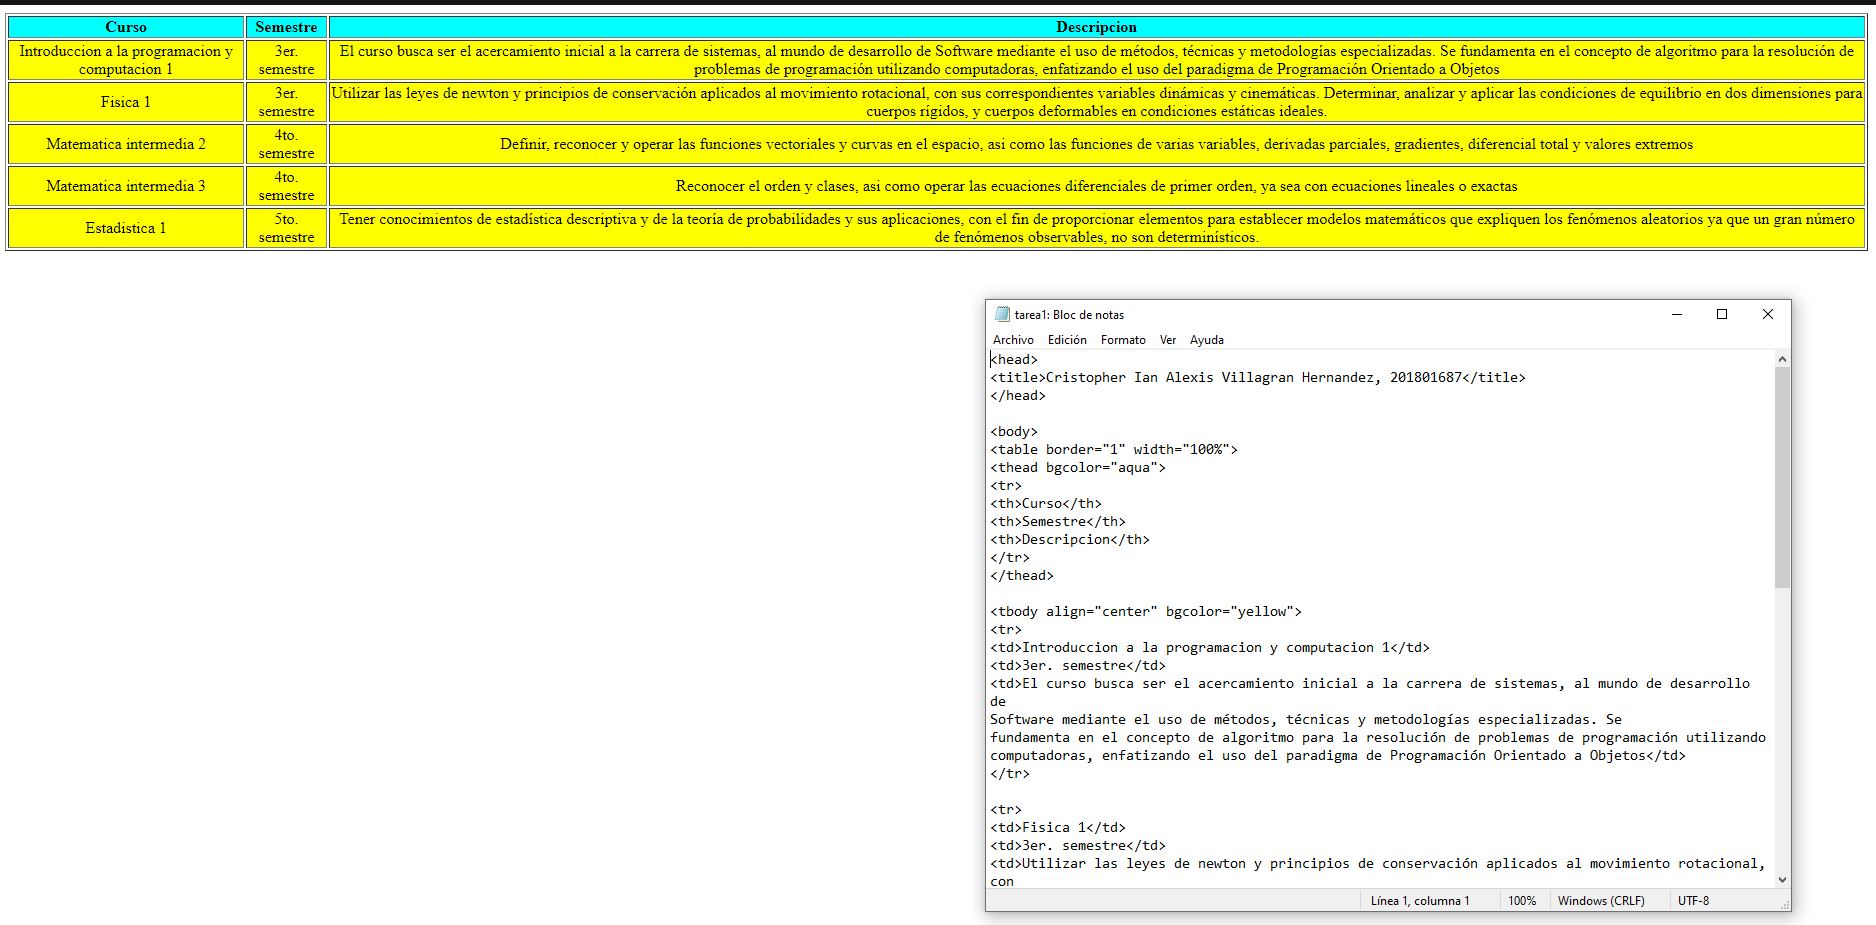 Curso Semestre Descripcion
Introduccion a la programacion y
computacion 1
3er.
semestre
El curso busca ser el acercamiento inicial a la carrera de sistemas, al mundo de desarrollo de Software mediante el uso de métodos, técnicas y metodologías especializadas. Se fundamenta en el concepto de algoritmo para la resolución de
problemas de programación utilizando computadoras, enfatizando el uso del paradigma de Programación Orientado a Objetos
Fisica 1
3er.
semestre
Utilizar las leyes de newton y principios de conservación aplicados al movimiento rotacional, con sus correspondientes variables dinámicas y cinemáticas. Determinar, analizar y aplicar las condiciones de equilibrio en dos dimensiones para
cuerpos rígidos, y cuerpos deformables en condiciones estáticas ideales.
Matematica intermedia 2
4to.
semestre
Definir, reconocer y operar las funciones vectoriales y curvas en el espacio, asi como las funciones de varias variables, derivadas parciales, gradientes, diferencial total y valores extremos
Matematica intermedia 3
4to.
semestre
Reconocer el orden y clases, asi como operar las ecuaciones diferenciales de primer orden, ya sea con ecuaciones lineales o exactas
Estadistica 1
5to.
semestre
Tener conocimientos de estadística descriptiva y de la teoría de probabilidades y sus aplicaciones, con el fin de proporcionar elementos para establecer modelos matemáticos que expliquen los fenómenos aleatorios ya que un gran número
de fenómenos observables, no son determinísticos.
tarea1: Bloc de notas
Archivo Edición Formato Ver Ayuda
<head>
<title>Cristopher Ian Alexis Villagran Hernandez, 201801687</title>
</head>
<body>
<table border="1" width="100%">
<thead bgcolor="aqua">
<tr>
<th>Curso</th>
<th>Semestre</th>
<th>Descripcion</th>
</tr>
</thead>
<tbody align="center" bgcolor="yellow">
<tr>
<td>Introduccion a la programacion y computacion 1</td>
<td>3er. semestre</td>
<td>El curso busca ser el acercamiento inicial a la carrera de sistemas, al mundo de desarrollo
de
Software mediante el uso de métodos, técnicas y metodologías especializadas. Se
fundamenta en el concepto de algoritmo para la resolución de problemas de programación utilizando
computadoras, enfatizando el uso del paradigma de Programación Orientado a Objetos</td>
</tr>
<tr>
<td>Fisica 1</td>
<td>3er. semestre</td>
<td>Utilizar las leyes de newton y principios de conservación aplicados al movimiento rotacional,
con
Línea 1, columna 1 100% Windows (CRLF) UTF-8